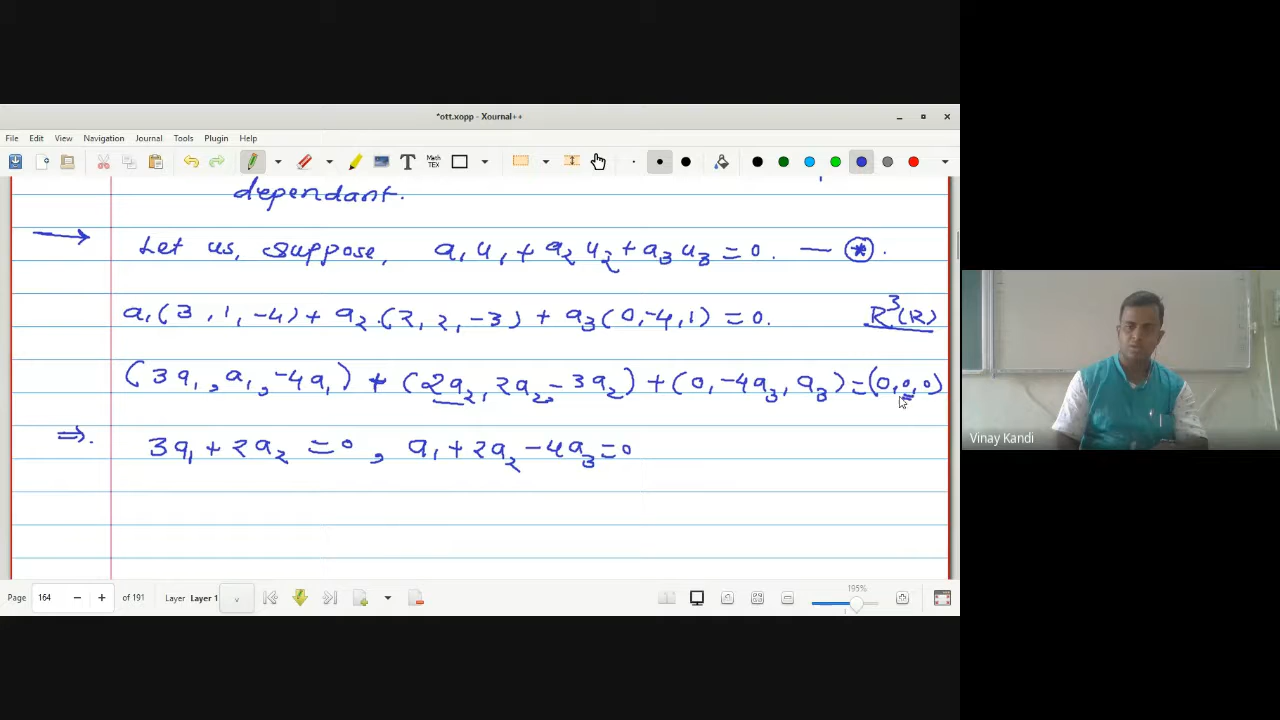 *ott.xopp - Xournal++
File Edit View Navigation Journal Tools Plugin Help
dependant.
→ Let us, suppose, a₁u₁ + a₂u₂ + a₃u₃ = 0. — ⊛.
a₁(3, 1, -4) + a₂.(2, 2, -3) + a₃(0, -4, 1) = 0. R³(R)
(3a₁, a₁, -4a₁) + (2a₂, 2a₂, -3a₂) + (0, -4a₃, a₃) = (0, 0, 0)
⇒. 3a₁ + 2a₂ = 0, a₁ + 2a₂ - 4a₃ = 0
Vinay Kandi
Page 164 of 191 Layer Layer 1 195%